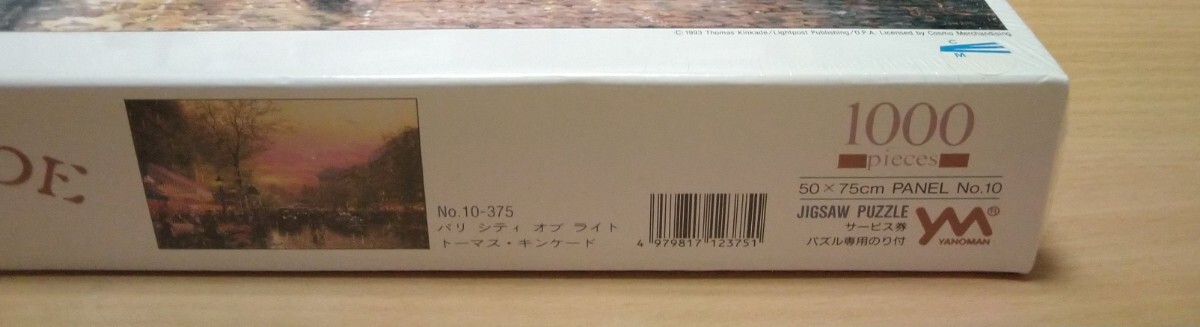 © 1993 Thomas Kinkade/Lightpost Publishing/D.P.A. Licensed by Cosmo Merchandising
C
M
DE
No.10-375
パリ シティ オブ ライト
トーマス・キンケード
4 979817 123751
1000
pieces
50×75cm PANEL No.10
JIGSAW PUZZLE
サービス券
パズル専用のり付
YM®
YANOMAN